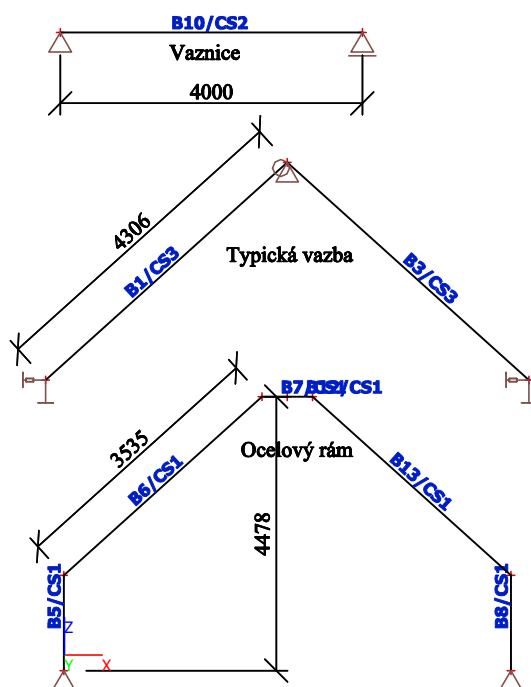 B10/CS2
Vaznice
4000
4306
B1/CS3
Typická vazba
B3/CS3
3535
B6/CS1
B7/
/CS1
Ocelový rám
B13/CS1
4478
B5/CS1
B8/CS1
Z
Y
X